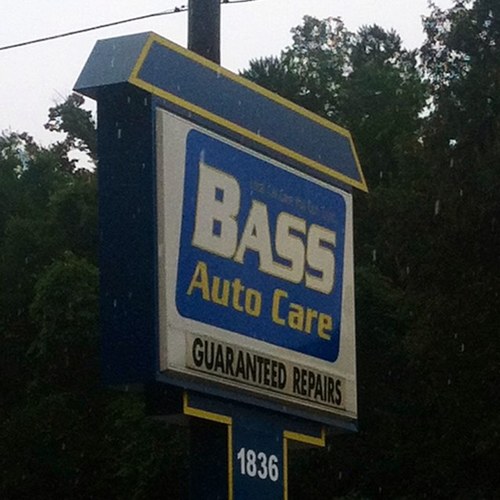 BASS
Auto Care
GUARANTEED REPAIRS
1836